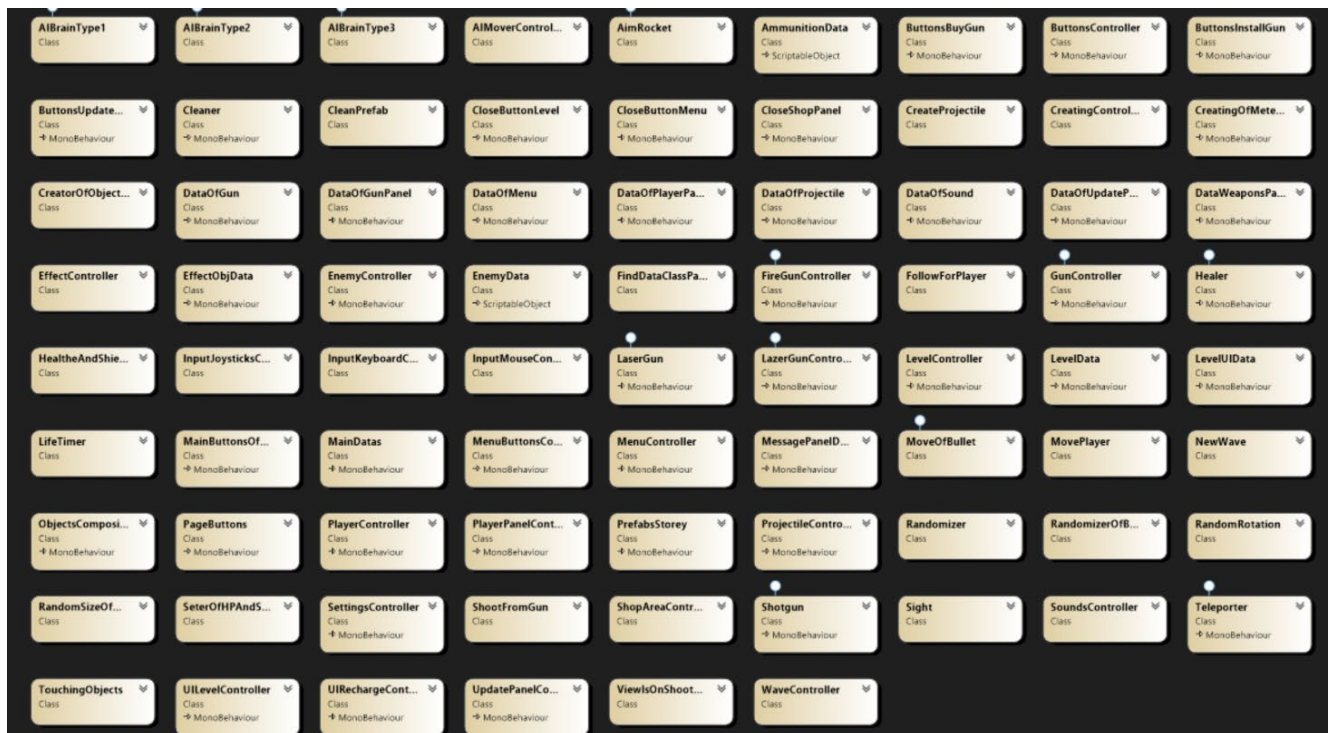 AIBrainType1
Class
AIBrainType2
Class
AIBrainType3
Class
AIMoverControl...
Class
AimRocket
Class
AmmunitionData
Class
ScriptableObject
ButtonsBuyGun
Class
MonoBehaviour
ButtonsController
Class
MonoBehaviour
ButtonsInstallGun
Class
MonoBehaviour
ButtonsUpdate...
Class
MonoBehaviour
Cleaner
Class
MonoBehaviour
CleanPrefab
Class
CloseButtonLevel
Class
MonoBehaviour
CloseButtonMenu
Class
MonoBehaviour
CloseShopPanel
Class
MonoBehaviour
CreateProjectile
Class
CreatingControl...
Class
CreatingOfMete...
Class
MonoBehaviour
CreatorOfObject...
Class
DataOfGun
Class
MonoBehaviour
DataOfGunPanel
Class
MonoBehaviour
DataOfMenu
Class
MonoBehaviour
DataOfPlayerPa...
Class
MonoBehaviour
DataOfProjectile
Class
MonoBehaviour
DataOfSound
Class
MonoBehaviour
DataOfUpdateP...
Class
MonoBehaviour
DataWeaponsPa...
Class
MonoBehaviour
EffectController
Class
EffectObjData
Class
MonoBehaviour
EnemyController
Class
MonoBehaviour
EnemyData
Class
ScriptableObject
FindDataClassPa...
Class
FireGunController
Class
MonoBehaviour
FollowForPlayer
Class
GunController
Class
MonoBehaviour
Healer
Class
MonoBehaviour
HealtheAndShie...
Class
InputJoysticksC...
Class
InputKeyboardC...
Class
InputMouseCon...
Class
LaserGun
Class
MonoBehaviour
LazerGunContro...
Class
MonoBehaviour
LevelController
Class
MonoBehaviour
LevelData
Class
MonoBehaviour
LevelUIData
Class
MonoBehaviour
LifeTimer
Class
MainButtonsOf...
Class
MonoBehaviour
MainDatas
Class
MonoBehaviour
MenuButtonsCo...
Class
MonoBehaviour
MenuController
Class
MonoBehaviour
MessagePanelD...
Class
MonoBehaviour
MoveOfBullet
Class
MovePlayer
Class
NewWave
Class
ObjectsComposi...
Class
MonoBehaviour
PageButtons
Class
MonoBehaviour
PlayerController
Class
MonoBehaviour
PlayerPanelCont...
Class
MonoBehaviour
PrefabsStorey
Class
MonoBehaviour
ProjectileContro...
Class
MonoBehaviour
Randomizer
Class
RandomizerOfB...
Class
RandomRotation
Class
RandomSizeOf...
Class
SeterOfHPAndS...
Class
SettingsController
Class
MonoBehaviour
ShootFromGun
Class
ShopAreaContr...
Class
Shotgun
Class
MonoBehaviour
Sight
Class
SoundsController
Class
Teleporter
Class
MonoBehaviour
TouchingObjects
Class
UILevelController
Class
MonoBehaviour
UIRechargeCont...
Class
MonoBehaviour
UpdatePanelCo...
Class
MonoBehaviour
ViewIsOnShoot...
Class
WaveController
Class